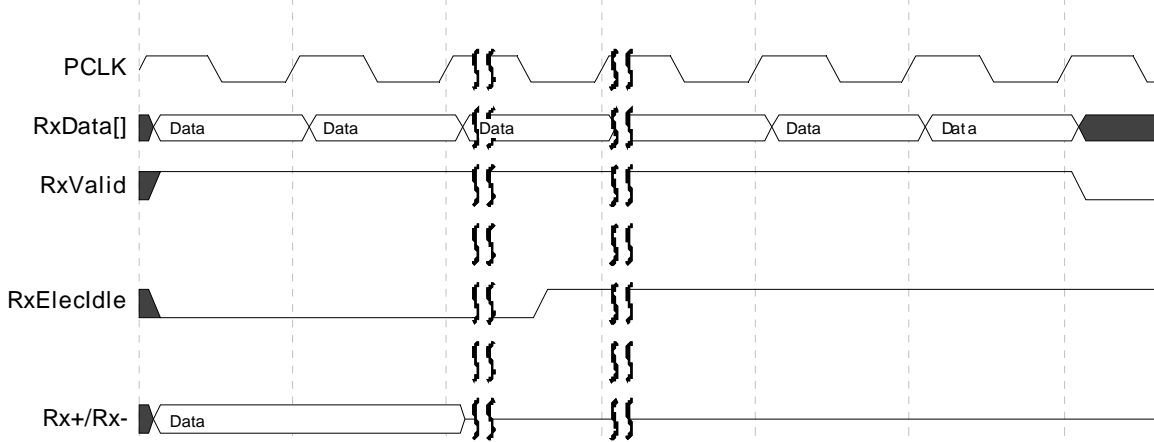 PCLK
RxData[] Data Data Data Data Data
RxValid
RxElecIdle
Rx+/Rx- Data